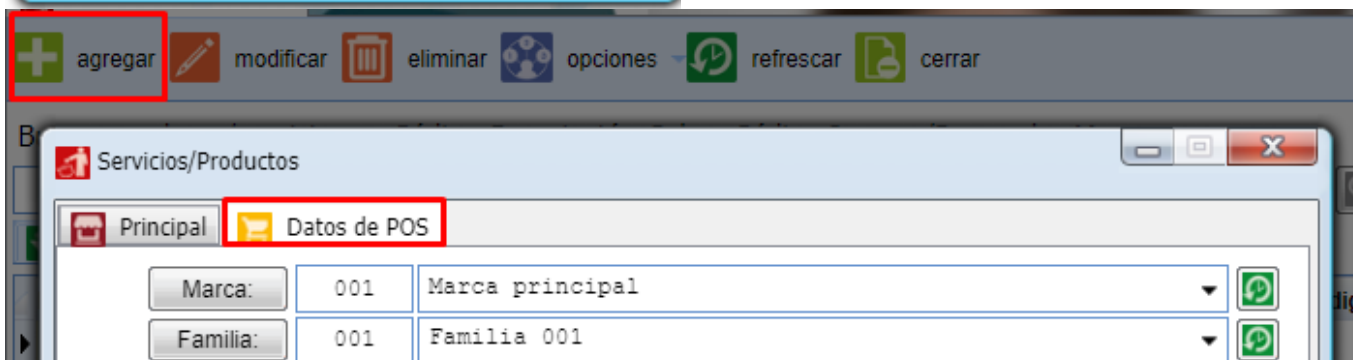 agregar modificar eliminar opciones refrescar cerrar
Servicios/Productos
Principal Datos de POS
Marca: 001 Marca principal
Familia: 001 Familia 001